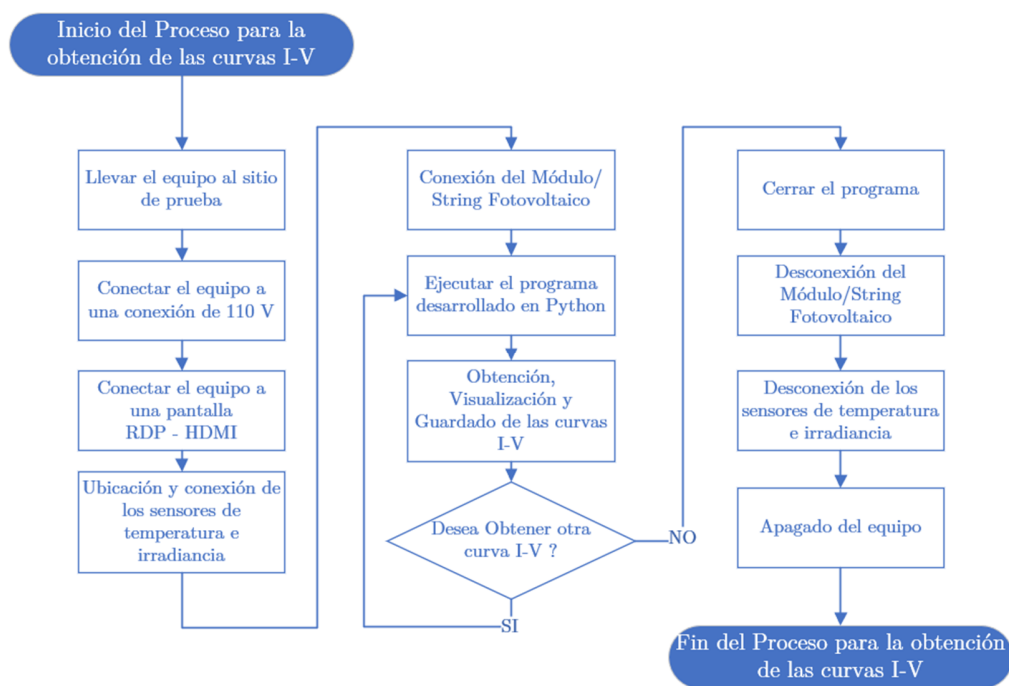 Inicio del Proceso para la
obtención de las curvas I-V
Llevar el equipo al sitio
de prueba
Conectar el equipo a
una conexión de 110 V
Conectar el equipo a
una pantalla
RDP - HDMI
Ubicación y conexión de
los sensores de
temperatura e
irradiancia
Conexión del Módulo/
String Fotovoltaico
Ejecutar el programa
desarrollado en Python
Obtención,
Visualización y
Guardado de las curvas
I-V
Desea Obtener otra
curva I-V ?
SI
NO
Cerrar el programa
Desconexión del
Módulo/String
Fotovoltaico
Desconexión de los
sensores de temperatura
e irradiancia
Apagado del equipo
Fin del Proceso para la obtención
de las curvas I-V